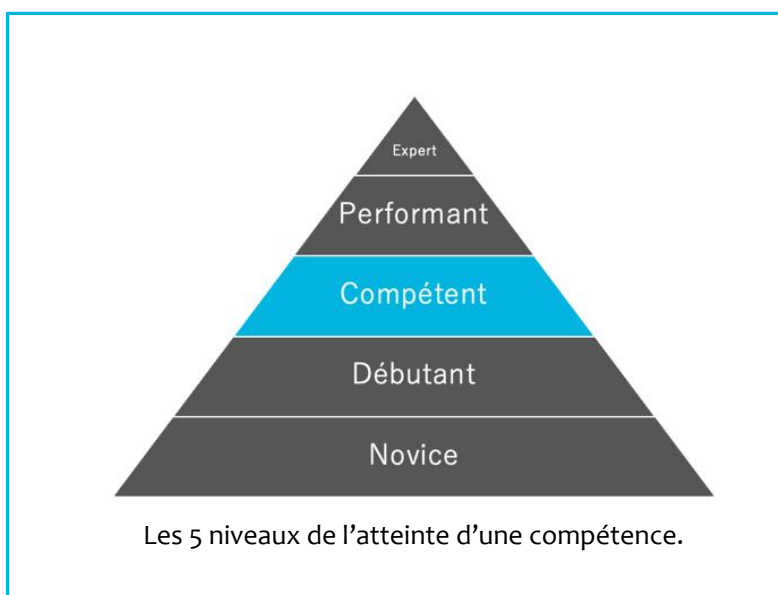 Expert
Performant
Compétent
Débutant
Novice
Les 5 niveaux de l’atteinte d’une compétence.